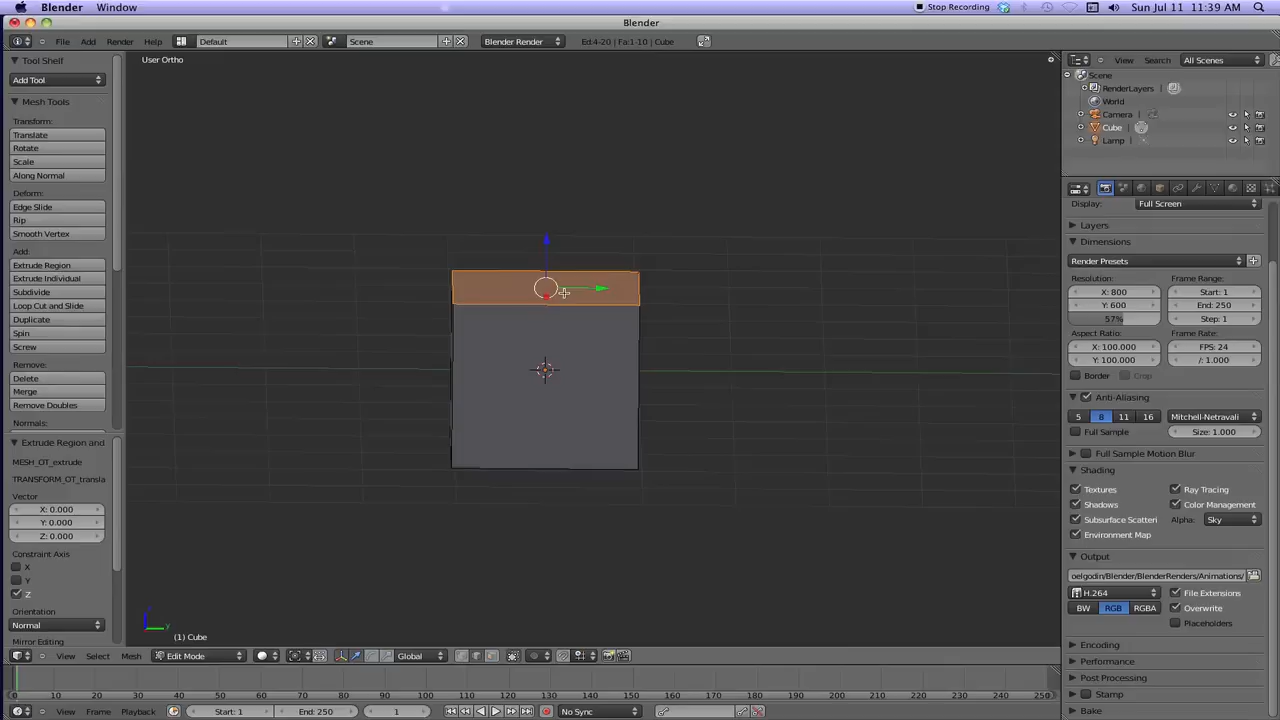 Blender Window Stop Recording Sun Jul 11 11:39 AM
Blender
File Add Render Help Default Scene Blender Render Ed:4-20 | Fa:1-10 | Cube
Tool Shelf
Add Tool
Mesh Tools
Transform:
Translate
Rotate
Scale
Along Normal
Deform:
Edge Slide
Rip
Smooth Vertex
Add:
Extrude Region
Extrude Individual
Subdivide
Loop Cut and Slide
Duplicate
Spin
Screw
Remove:
Delete
Merge
Remove Doubles
Normals:
Extrude Region and
MESH_OT_extrude
TRANSFORM_OT_transla
Vector
X: 0.000
Y: 0.000
Z: 0.000
Constraint Axis
X
Y
Z
Orientation
Normal
Mirror Editing
User Ortho
(1) Cube
View Select Mesh Edit Mode Global
0 10 20 30 40 50 60 70 80 90 100 110 120 130 140 150 160 170 180 190 200 210 220 230 240 250
View Frame Playback Start: 1 End: 250 1 No Sync
View Search All Scenes
Scene
RenderLayers
World
Camera
Cube
Lamp
Display: Full Screen
Layers
Dimensions
Render Presets
Resolution: Frame Range:
X: 800 Start: 1
Y: 600 End: 250
57% Step: 1
Aspect Ratio: Frame Rate:
X: 100.000 FPS: 24
Y: 100.000 /: 1.000
Border Crop
Anti-Aliasing
5 8 11 16 Mitchell-Netravali
Full Sample Size: 1.000
Full Sample Motion Blur
Shading
Textures Ray Tracing
Shadows Color Management
Subsurface Scatteri Alpha: Sky
Environment Map
Output
oelgodin/Blender/BlenderRenders/Animations/
H.264 File Extensions
BW RGB RGBA Overwrite
Placeholders
Encoding
Performance
Post Processing
Stamp
Bake